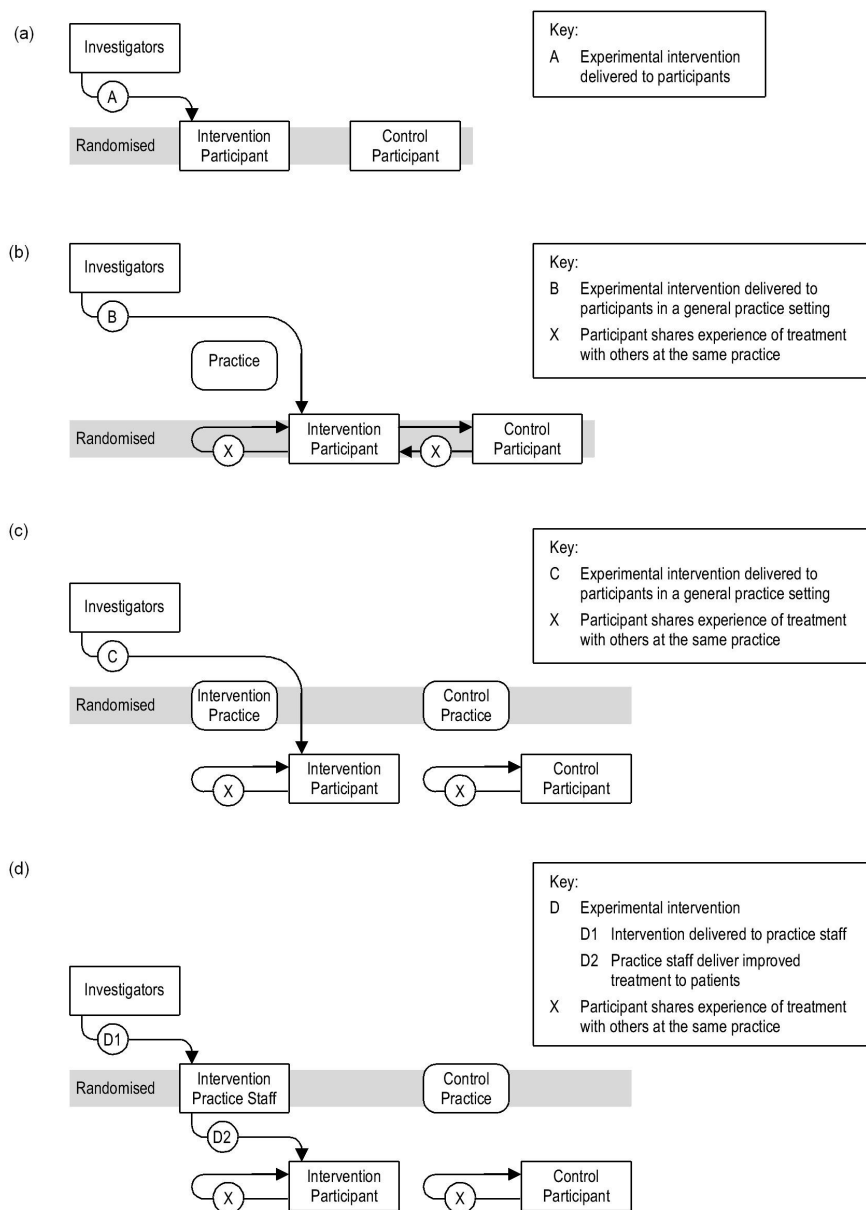 (a)
Investigators
A
Randomised
Intervention
Participant
Control
Participant
Key:
A Experimental intervention
delivered to participants
(b)
Investigators
B
Practice
Randomised
X
Intervention
Participant
X
Control
Participant
Key:
B Experimental intervention delivered to
participants in a general practice setting
X Participant shares experience of treatment
with others at the same practice
(c)
Investigators
C
Randomised
Intervention
Practice
Control
Practice
X
Intervention
Participant
X
Control
Participant
Key:
C Experimental intervention delivered to
participants in a general practice setting
X Participant shares experience of treatment
with others at the same practice
(d)
Investigators
D1
Randomised
Intervention
Practice Staff
Control
Practice
D2
X
Intervention
Participant
X
Control
Participant
Key:
D Experimental intervention
D1 Intervention delivered to practice staff
D2 Practice staff deliver improved
treatment to patients
X Participant shares experience of treatment
with others at the same practice